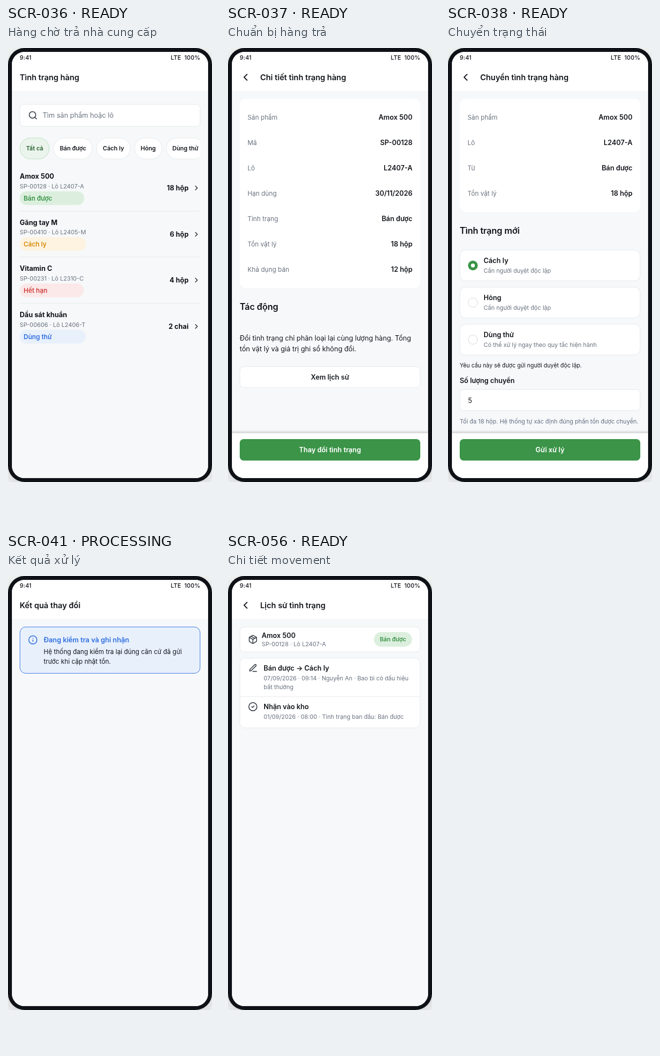 SCR-036 · READY
Hàng chờ trả nhà cung cấp
9:41
LTE 100%
Tình trạng hàng
Tìm sản phẩm hoặc lô
Tất cả
Bán được
Cách ly
Hỏng
Dùng thử
Amox 500
SP-00128 · Lô L2407-A
Bán được
18 hộp
Găng tay M
SP-00410 · Lô L2405-M
Cách ly
6 hộp
Vitamin C
SP-00231 · Lô L2310-C
Hết hạn
4 hộp
Dầu sát khuẩn
SP-00606 · Lô L2406-T
Dùng thử
2 chai
SCR-037 · READY
Chuẩn bị hàng trả
9:41
LTE 100%
Chi tiết tình trạng hàng
Sản phẩm
Amox 500
Mã
SP-00128
Lô
L2407-A
Hạn dùng
30/11/2026
Tình trạng
Bán được
Tồn vật lý
18 hộp
Khả dụng bán
12 hộp
Tác động
Đổi tình trạng chỉ phân loại lại cùng lượng hàng. Tổng
tồn vật lý và giá trị ghi sổ không đổi.
Xem lịch sử
Thay đổi tình trạng
SCR-038 · READY
Chuyển trạng thái
9:41
LTE 100%
Chuyển tình trạng hàng
Sản phẩm
Amox 500
Lô
L2407-A
Từ
Bán được
Tồn vật lý
18 hộp
Tình trạng mới
Cách ly
Cần người duyệt độc lập
Hỏng
Cần người duyệt độc lập
Dùng thử
Có thể xử lý ngay theo quy tắc hiện hành
Yêu cầu này sẽ được gửi người duyệt độc lập.
Số lượng chuyển
5
Tối đa 18 hộp. Hệ thống tự xác định đúng phần tồn được chuyển.
Gửi xử lý
SCR-041 · PROCESSING
Kết quả xử lý
9:41
LTE 100%
Kết quả thay đổi
Đang kiểm tra và ghi nhận
Hệ thống đang kiểm tra lại đúng căn cứ đã gửi
trước khi cập nhật tồn.
SCR-056 · READY
Chi tiết movement
9:41
LTE 100%
Lịch sử tình trạng
Amox 500
SP-00128 · Lô L2407-A
Bán được
Bán được → Cách ly
07/09/2026 · 09:14 · Nguyễn An · Bao bì có dấu hiệu
bất thường
Nhận vào kho
01/09/2026 · 08:00 · Tình trạng ban đầu: Bán được